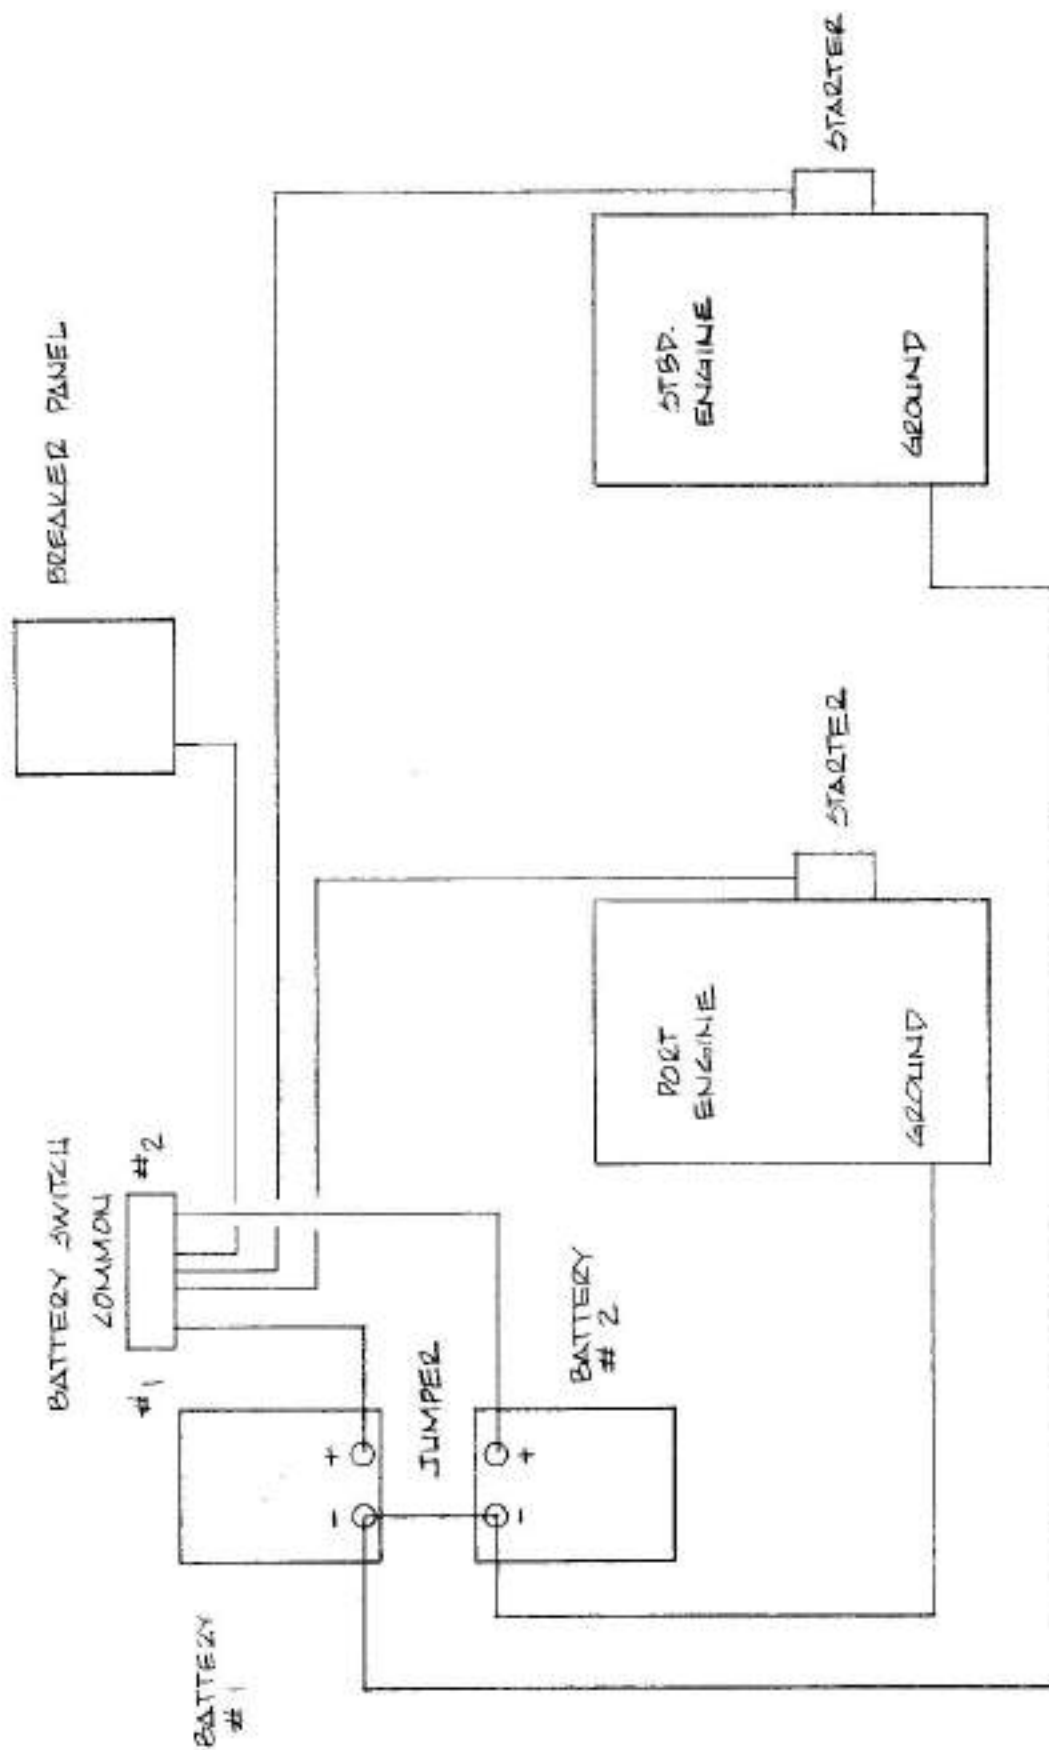 BREAKER PANEL
BATTERY SWITCH
COMMON
#1
#2
BATTERY
#1
+
-
JUMPER
-
+
BATTERY
#2
PORT
ENGINE
GROUND
STARTER
STBD.
ENGINE
GROUND
STARTER